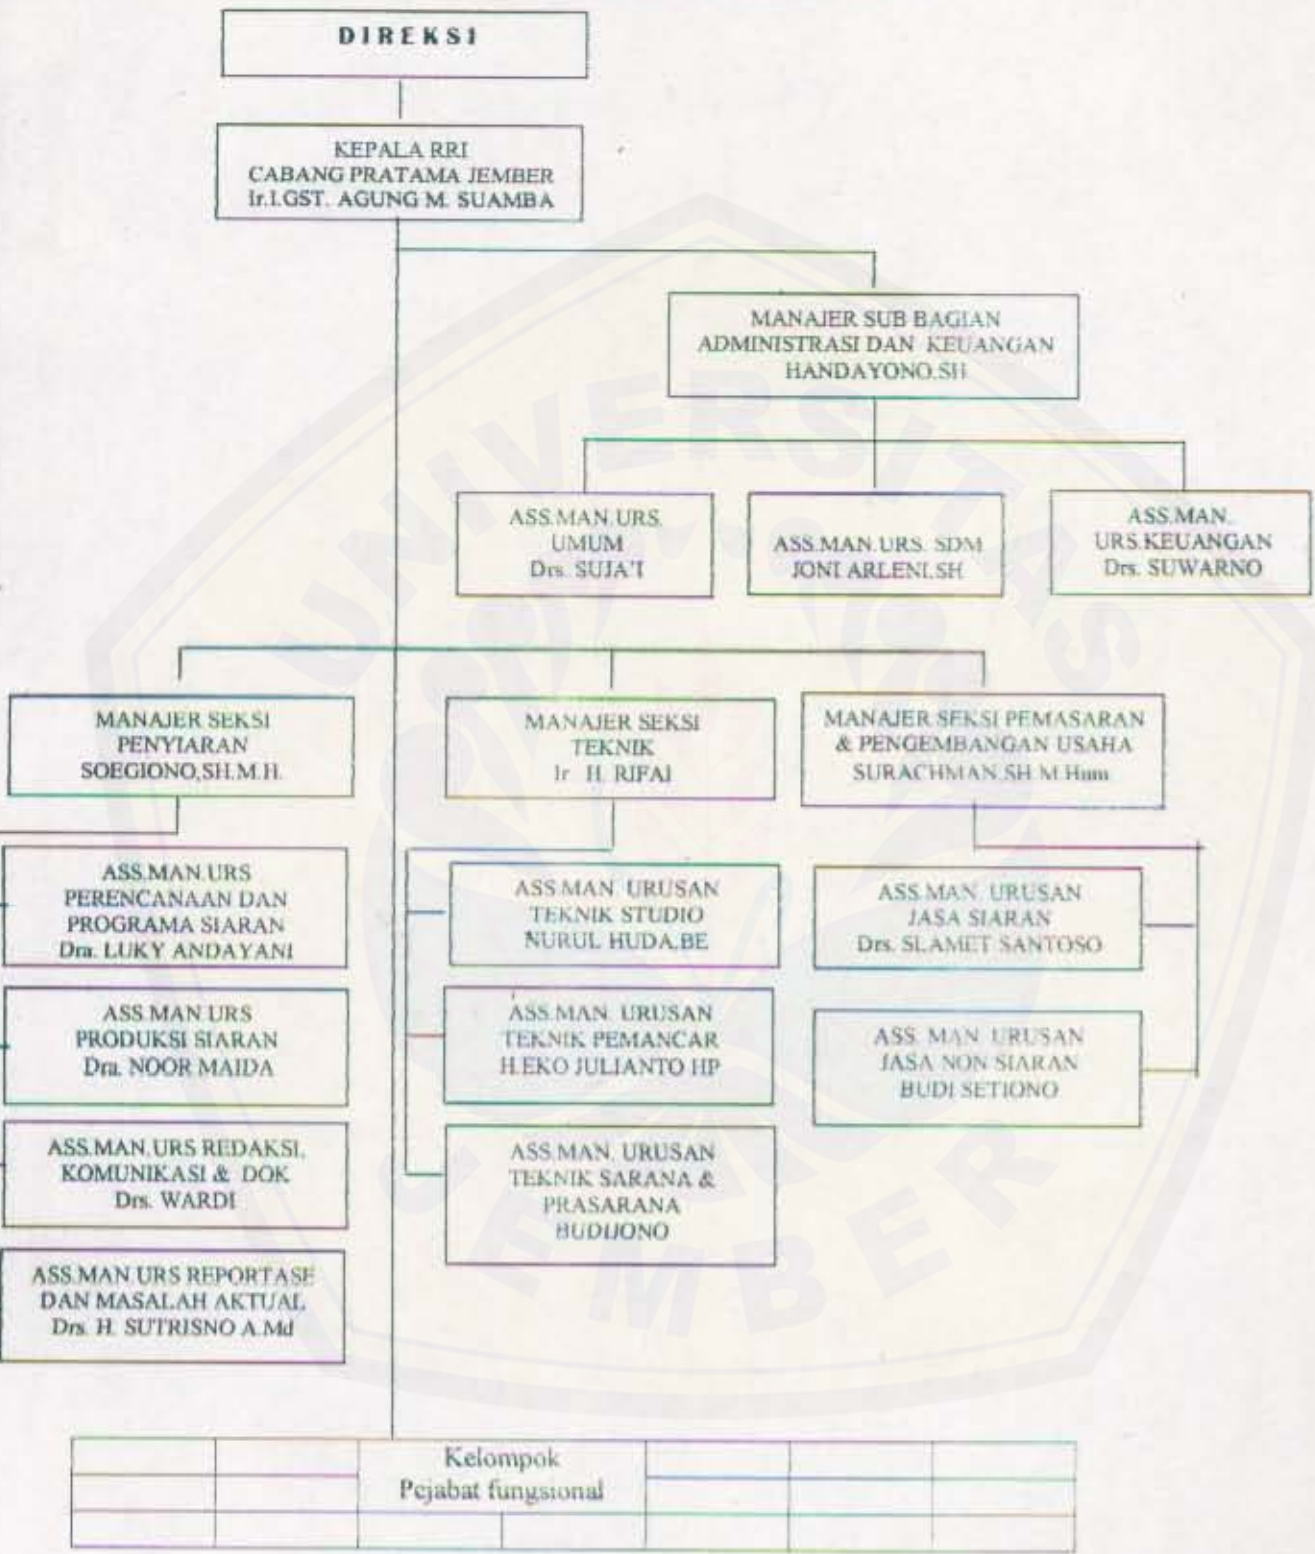 DIREKSI
KEPALA RRI
CABANG PRATAMA JEMBER
Ir.I.GST. AGUNG M. SUAMBA
MANAJER SUB BAGIAN
ADMINISTRASI DAN KEUANGAN
HANDAYONO.SH
ASS.MAN.URS.
UMUM
Drs. SUJA'I
ASS.MAN.URS. SDM
JONI ARLENI.SH
ASS.MAN.
URS.KEUANGAN
Drs. SUWARNO
MANAJER SEKSI
PENYIARAN
SOEGIONO,SH.M.H.
MANAJER SEKSI
TEKNIK
Ir H. RIFAI
MANAJER SEKSI PEMASARAN
& PENGEMBANGAN USAHA
SURACHMAN.SH.M.Hum
ASS.MAN.URS
PERENCANAAN DAN
PROGRAMA SIARAN
Dra. LUKY ANDAYANI
ASS.MAN.URS
PRODUKSI SIARAN
Dra. NOOR MAIDA
ASS.MAN.URS REDAKSI,
KOMUNIKASI & DOK
Drs. WARDI
ASS.MAN.URS REPORTASE
DAN MASALAH AKTUAL
Drs. H. SUTRISNO A.Md
ASS.MAN. URUSAN
TEKNIK STUDIO
NURUL HUDA.BE
ASS.MAN. URUSAN
TEKNIK PEMANCAR
H.EKO JULIANTO HP
ASS.MAN. URUSAN
TEKNIK SARANA &
PRASARANA
BUDIJONO
ASS.MAN. URUSAN
JASA SIARAN
Drs. SLAMET SANTOSO
ASS. MAN. URUSAN
JASA NON SIARAN
BUDI SETIONO
Kelompok
Pejabat fungsional
UNIVERSITAS
JEMBER